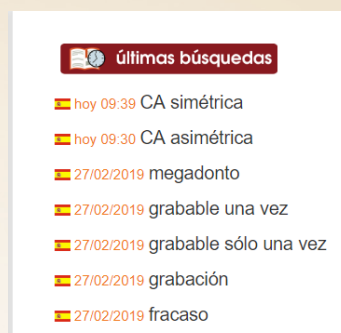 últimas búsquedas
hoy 09:39 CA simétrica
hoy 09:30 CA asimétrica
27/02/2019 megadonto
27/02/2019 grabable una vez
27/02/2019 grabable sólo una vez
27/02/2019 grabación
27/02/2019 fracaso